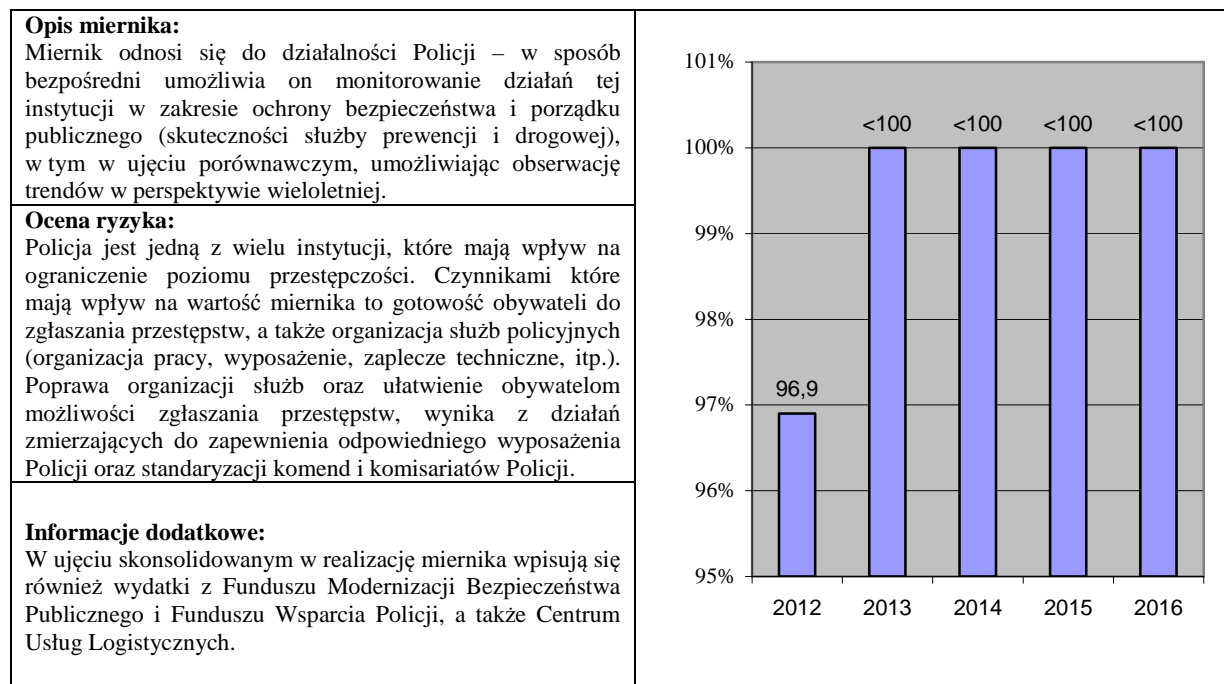 Opis miernika:
Miernik odnosi się do działalności Policji – w sposób
bezpośredni umożliwia on monitorowanie działań tej
instytucji w zakresie ochrony bezpieczeństwa i porządku
publicznego (skuteczności służby prewencji i drogowej),
w tym w ujęciu porównawczym, umożliwiając obserwację
trendów w perspektywie wieloletniej.
Ocena ryzyka:
Policja jest jedną z wielu instytucji, które mają wpływ na
ograniczenie poziomu przestępczości. Czynnikami które
mają wpływ na wartość miernika to gotowość obywateli do
zgłaszania przestępstw, a także organizacja służb policyjnych
(organizacja pracy, wyposażenie, zaplecze techniczne, itp.).
Poprawa organizacji służb oraz ułatwienie obywatelom
możliwości zgłaszania przestępstw, wynika z działań
zmierzających do zapewnienia odpowiedniego wyposażenia
Policji oraz standaryzacji komend i komisariatów Policji.
Informacje dodatkowe:
W ujęciu skonsolidowanym w realizację miernika wpisują się
również wydatki z Funduszu Modernizacji Bezpieczeństwa
Publicznego i Funduszu Wsparcia Policji, a także Centrum
Usług Logistycznych.
101%
<100 <100 <100 <100
100%
99%
98%
96,9
97%
96%
95%
2012 2013 2014 2015 2016